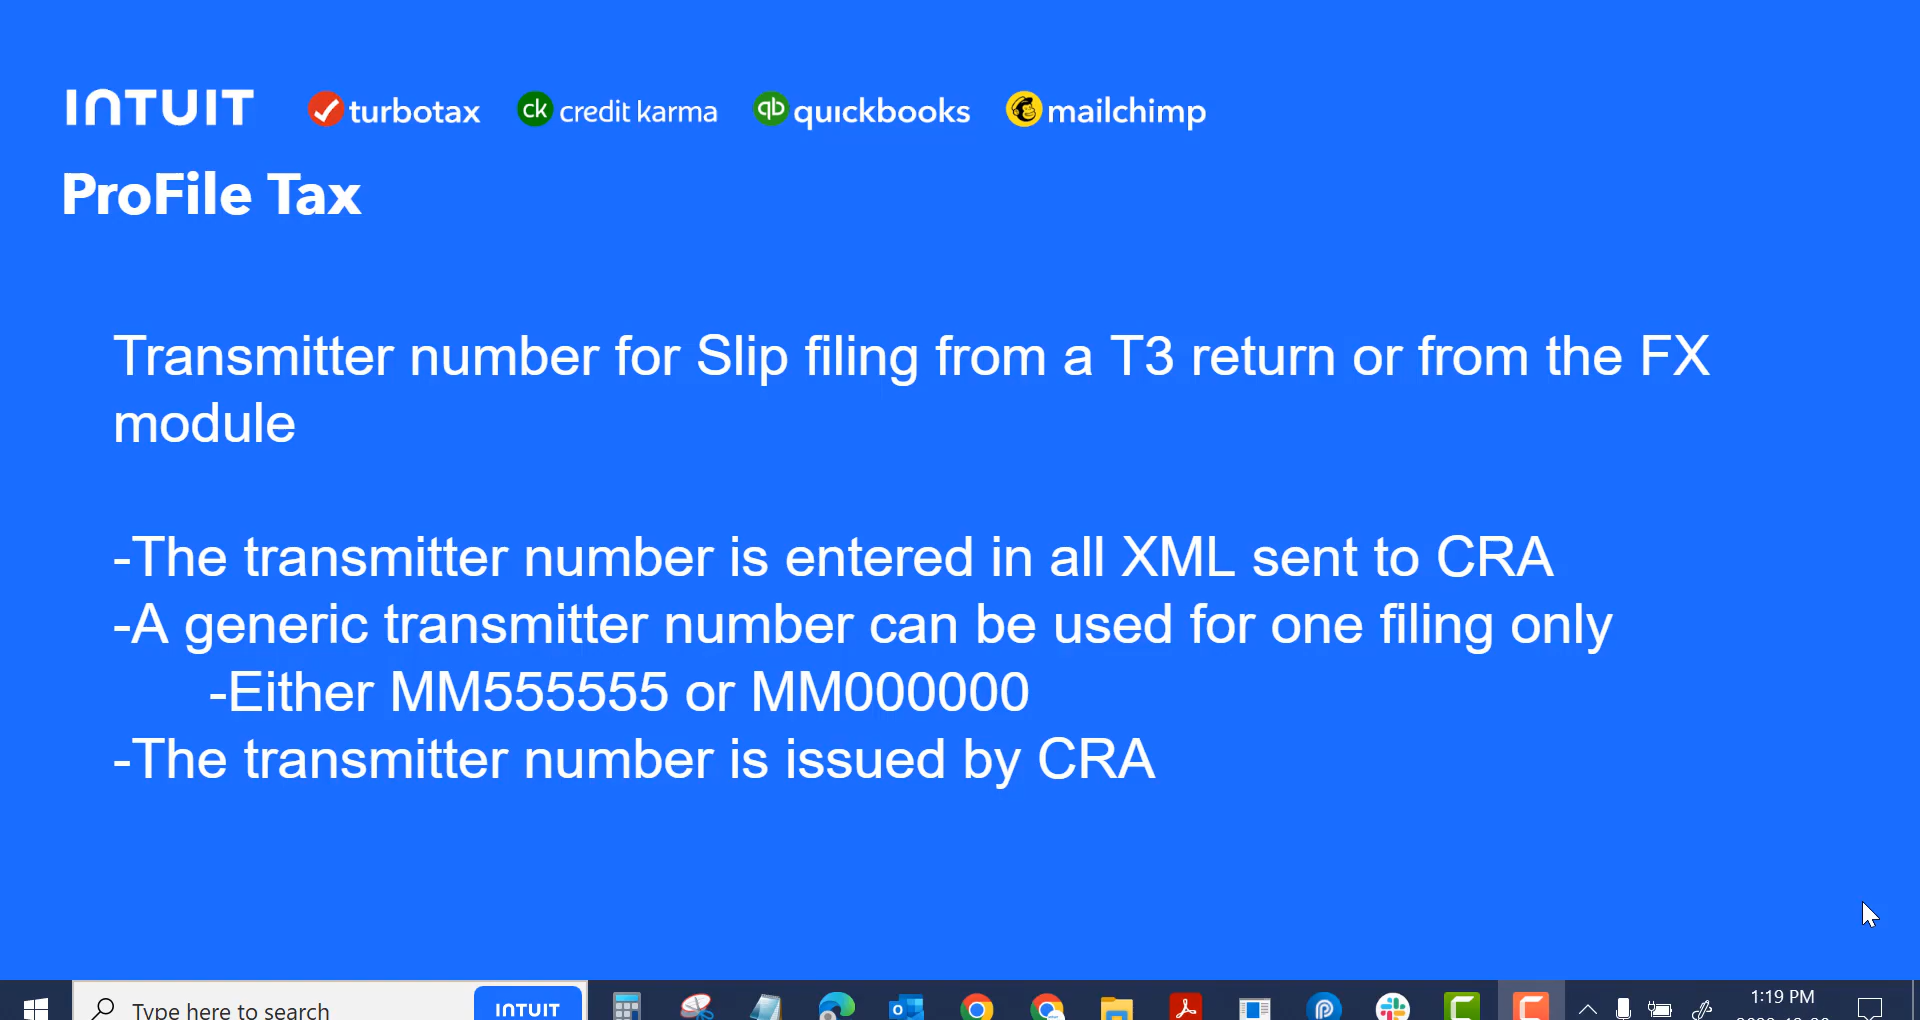 INTUIT turbotax ck credit karma qb quickbooks mailchimp
ProFile Tax
Transmitter number for Slip filing from a T3 return or from the FX
module
-The transmitter number is entered in all XML sent to CRA
-A generic transmitter number can be used for one filing only
-Either MM555555 or MM000000
-The transmitter number is issued by CRA
Type here to search INTUIT
1:19 PM